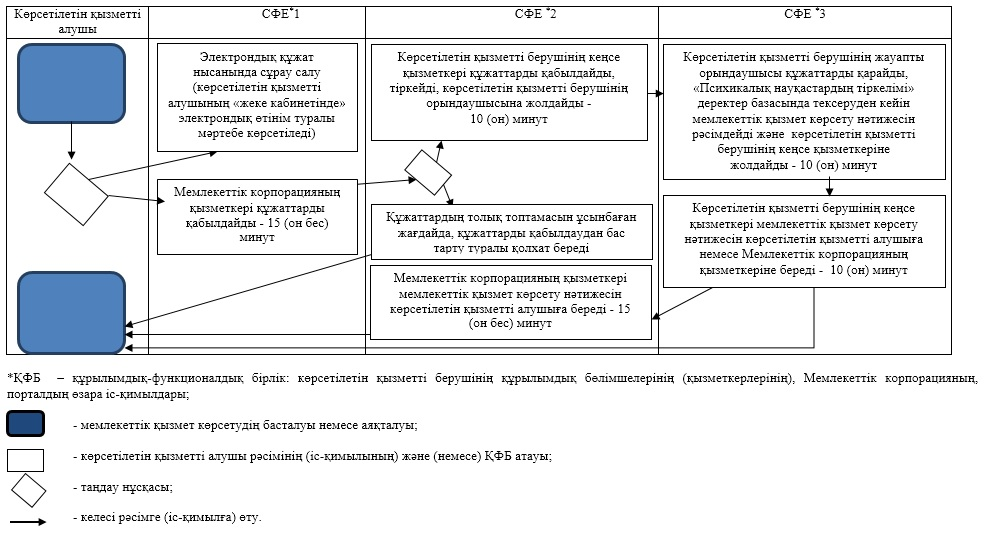 Көрсетілетін қызметті
алушы
СФЕ*1
СФЕ*2
СФЕ *3
Электрондық құжат
нысанында сұрау салу
(көрсетілетін қызметті
алушының «жеке кабинетінде»
электрондық өтінім туралы
мәртебе көрсетіледі)
Мемлекеттік корпорацияның
қызметкері құжаттарды
қабылдайды - 15 (он бес)
минут
Көрсетілетін қызметті берушінің кеңсе
қызметкері құжаттарды қабылдайды,
тіркейді, көрсетілетін қызметті берушінің
орындаушысына жолдайды -
10 (он) минут
Құжаттардың толық топтамасын ұсынбаған
жағдайда, құжаттарды қабылдаудан бас
тарту туралы қолхат береді
Мемлекеттік корпорацияның қызметкері
мемлекеттік қызмет көрсету нәтижесін
көрсетілетін қызметті алушыға береді - 15
(он бес) минут
Көрсетілетін қызметті берушінің жауапты
орындаушысы құжаттарды қарайды,
«Психикалық науқастардың тіркелімі»
деректер базасында тексеруден кейін
мемлекеттік қызмет көрсету нәтижесін
рәсімдейді және көрсетілетін қызметті
берушінің кеңсе қызметкеріне
жолдайды - 10 (он) минут
Көрсетілетін қызметті берушінің кеңсе
қызметкері мемлекеттік қызмет көрсету
нәтижесін көрсетілетін қызметті алушыға
немесе Мемлекеттік корпорацияның
қызметкеріне береді - 10 (он) минут
*ҚФБ – құрылымдық-функционалдық бірлік: көрсетілетін қызметті берушінің құрылымдық бөлімшелерінің (қызметкерлерінің), Мемлекеттік корпорацияның,
порталдың өзара іс-қимылдары;
- мемлекеттік қызмет көрсетудің басталуы немесе аяқталуы;
- көрсетілетін қызметті алушы рәсімінің (іс-қимылының) және (немесе) ҚФБ атауы;
- таңдау нұсқасы;
- келесі рәсімге (іс-қимылға) өту.